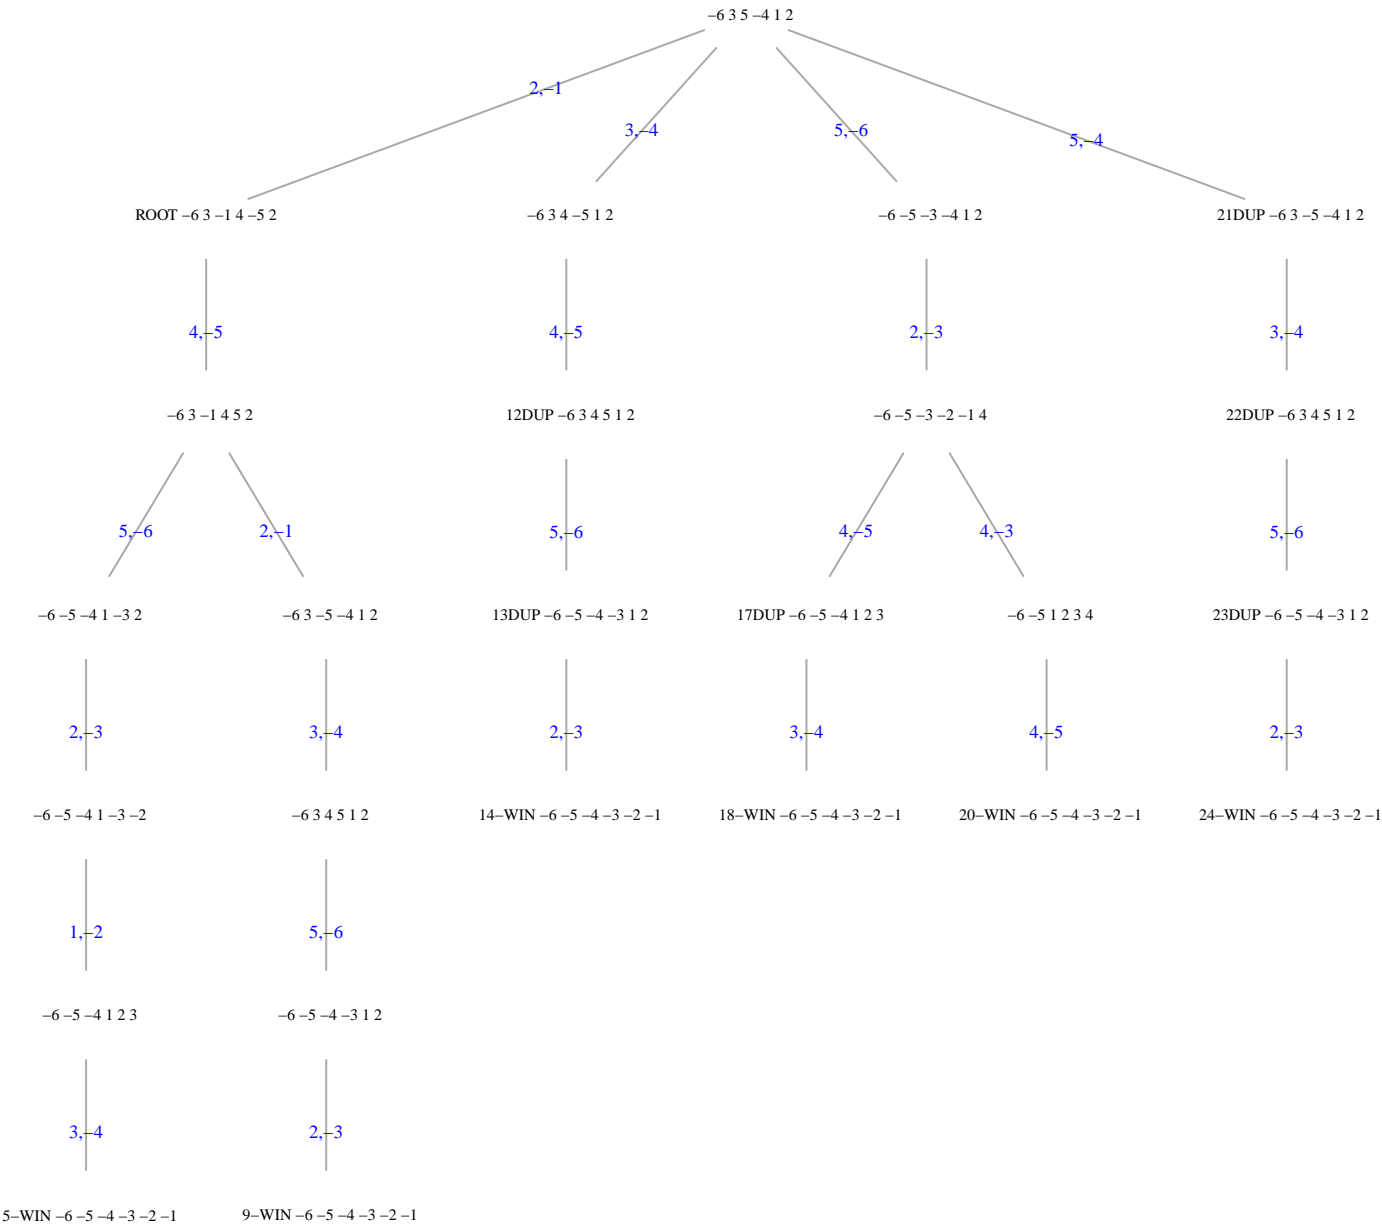 −6 3 5 −4 1 2
2,−1
3,−4
5,−6
5,−4
ROOT −6 3 −1 4 −5 2
−6 3 4 −5 1 2
−6 −5 −3 −4 1 2
21DUP −6 3 −5 −4 1 2
4,−5
4,−5
2,−3
3,−4
−6 3 −1 4 5 2
12DUP −6 3 4 5 1 2
−6 −5 −3 −2 −1 4
22DUP −6 3 4 5 1 2
5,−6
2,−1
5,−6
4,−5
4,−3
5,−6
−6 −5 −4 1 −3 2
−6 3 −5 −4 1 2
13DUP −6 −5 −4 −3 1 2
17DUP −6 −5 −4 1 2 3
−6 −5 1 2 3 4
23DUP −6 −5 −4 −3 1 2
2,−3
3,−4
2,−3
3,−4
4,−5
2,−3
−6 −5 −4 1 −3 −2
−6 3 4 5 1 2
14−WIN −6 −5 −4 −3 −2 −1
18−WIN −6 −5 −4 −3 −2 −1
20−WIN −6 −5 −4 −3 −2 −1
24−WIN −6 −5 −4 −3 −2 −1
1,−2
5,−6
−6 −5 −4 1 2 3
−6 −5 −4 −3 1 2
3,−4
2,−3
5−WIN −6 −5 −4 −3 −2 −1
9−WIN −6 −5 −4 −3 −2 −1